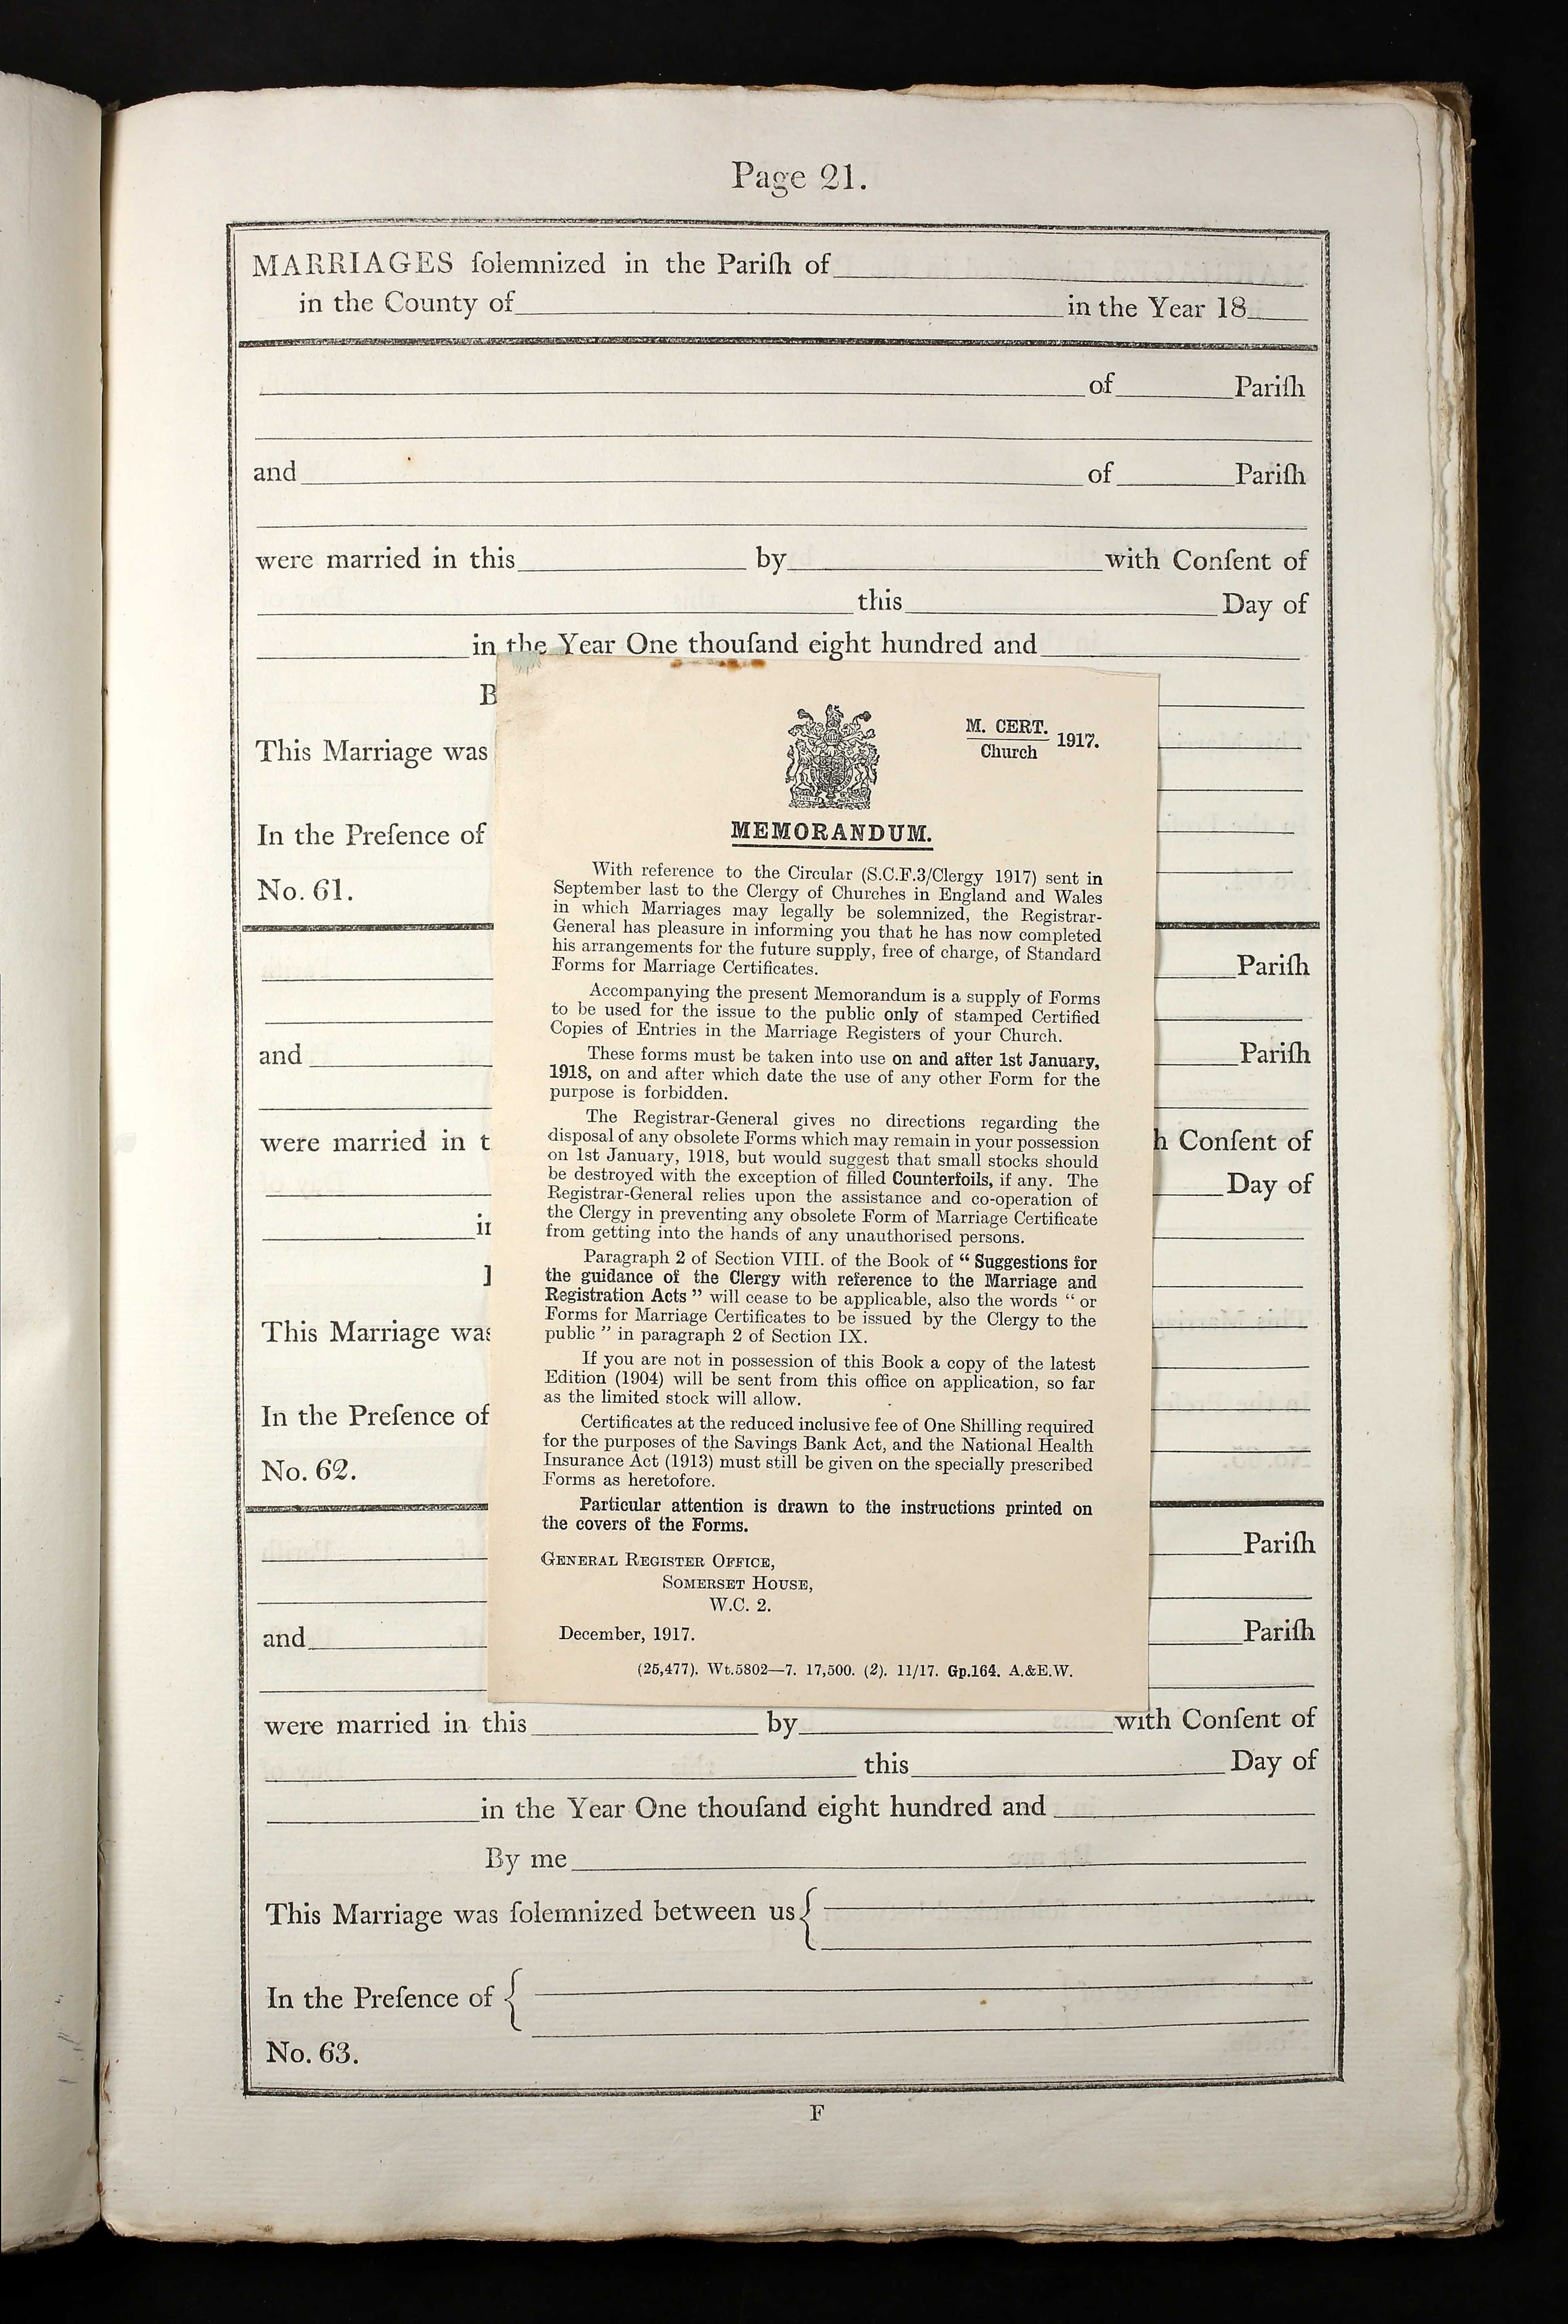 Page 21.
MARRIAGES ſolemnized in the Pariſh of
in the County of in the Year 18
of Pariſh
and of Pariſh
were married in this by with Conſent of
this Day of
in the Year One thouſand eight hundred and
B
This Marriage was
In the Preſence of
No. 61.
M. CERT.
Church 1917.
MEMORANDUM.
With reference to the Circular (S.C.F.3/Clergy 1917) sent in
September last to the Clergy of Churches in England and Wales
in which Marriages may legally be solemnized, the Registrar-
General has pleasure in informing you that he has now completed
his arrangements for the future supply, free of charge, of Standard
Forms for Marriage Certificates.
Accompanying the present Memorandum is a supply of Forms
to be used for the issue to the public only of stamped Certified
Copies of Entries in the Marriage Registers of your Church.
These forms must be taken into use on and after 1st January,
1918, on and after which date the use of any other Form for the
purpose is forbidden.
The Registrar-General gives no directions regarding the
disposal of any obsolete Forms which may remain in your possession
on 1st January, 1918, but would suggest that small stocks should
be destroyed with the exception of filled Counterfoils, if any. The
Registrar-General relies upon the assistance and co-operation of
the Clergy in preventing any obsolete Form of Marriage Certificate
from getting into the hands of any unauthorised persons.
Paragraph 2 of Section VIII. of the Book of “ Suggestions for
the guidance of the Clergy with reference to the Marriage and
Registration Acts ” will cease to be applicable, also the words “ or
Forms for Marriage Certificates to be issued by the Clergy to the
public ” in paragraph 2 of Section IX.
If you are not in possession of this Book a copy of the latest
Edition (1904) will be sent from this office on application, so far
as the limited stock will allow.
Certificates at the reduced inclusive fee of One Shilling required
for the purposes of the Savings Bank Act, and the National Health
Insurance Act (1913) must still be given on the specially prescribed
Forms as heretofore.
Particular attention is drawn to the instructions printed on
the covers of the Forms.
GENERAL REGISTER OFFICE,
SOMERSET HOUSE,
W.C. 2.
December, 1917.
(25,477). Wt.5802—7. 17,500. (2). 11/17. Gp.164. A.&E.W.
Pariſh
and Pariſh
were married in t h Conſent of
Day of
in
This Marriage was
In the Preſence of
No. 62.
Pariſh
and Pariſh
were married in this by with Conſent of
this Day of
in the Year One thouſand eight hundred and
By me
This Marriage was ſolemnized between us
In the Preſence of
No. 63.
F